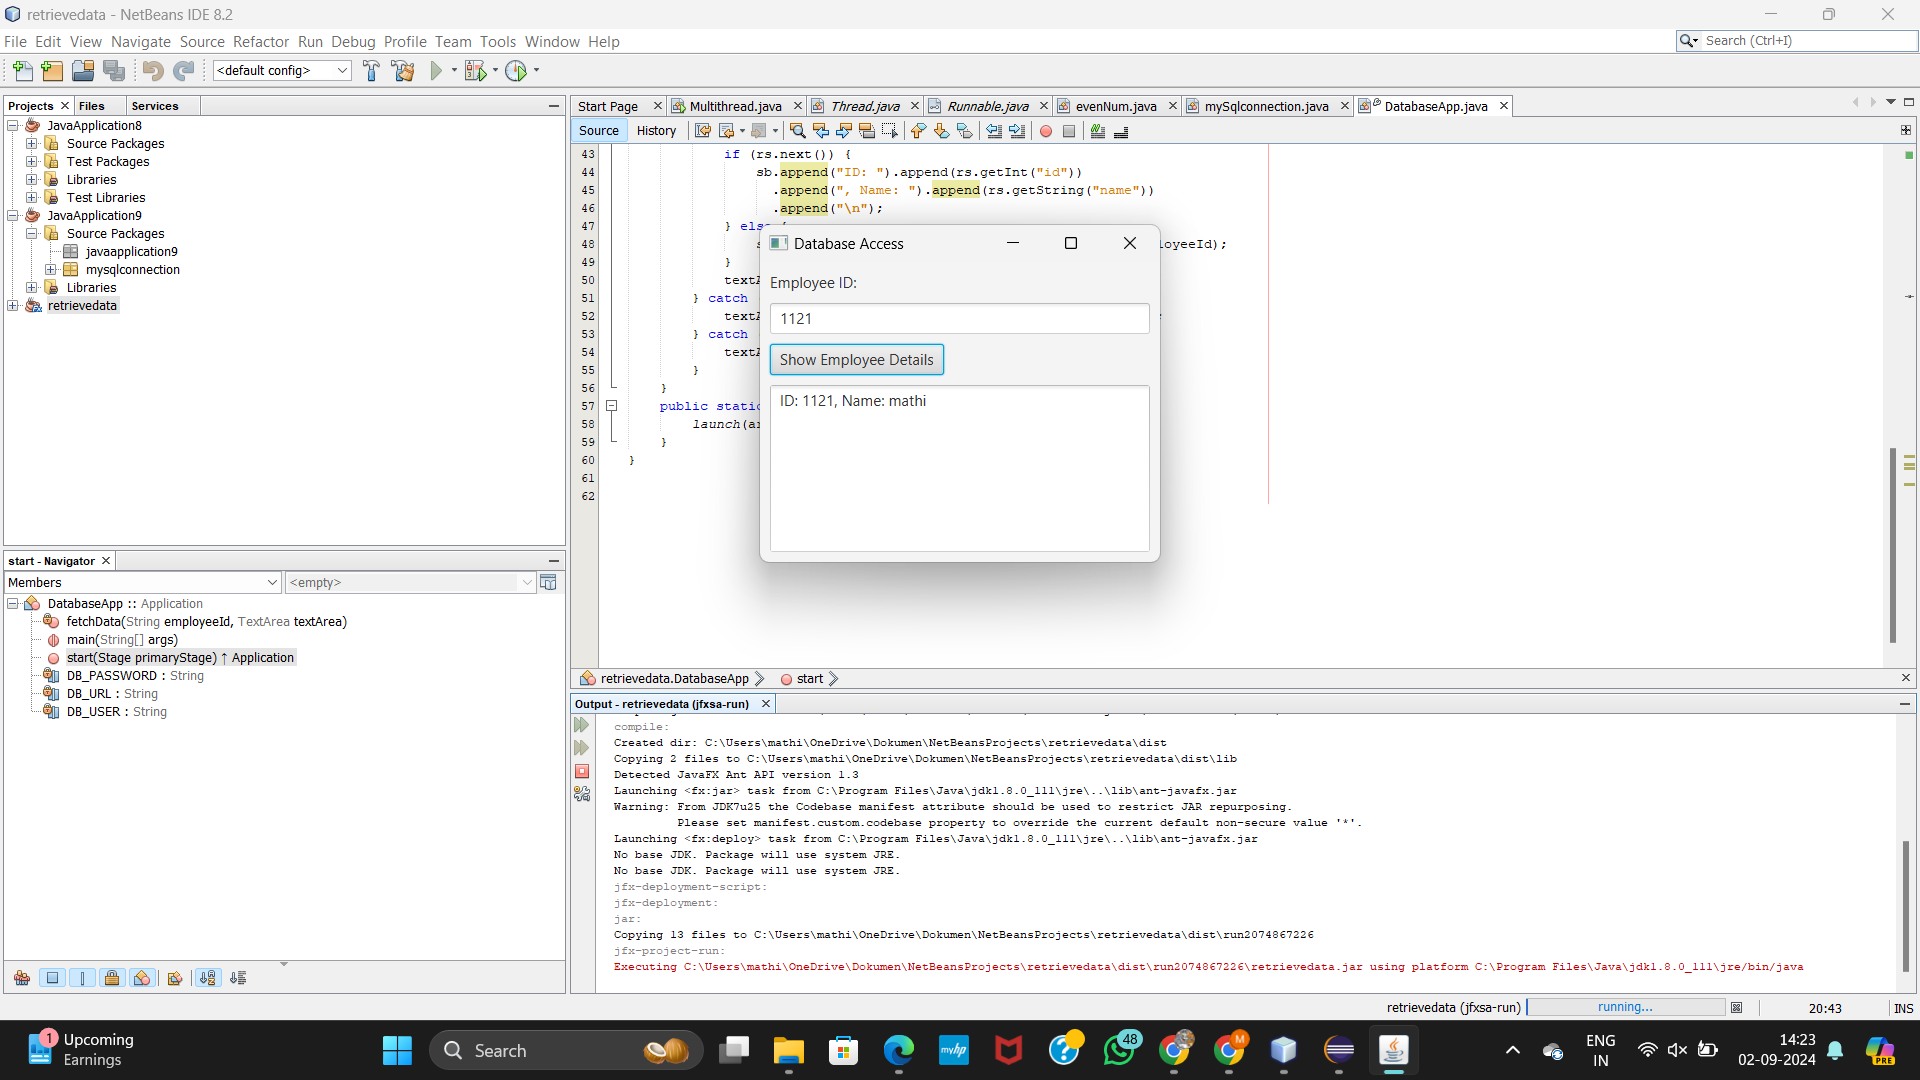 retrievedata - NetBeans IDE 8.2
File Edit View Navigate Source Refactor Run Debug Profile Team Tools Window Help
Search (Ctrl+I)
<default config>
Projects Files Services
JavaApplication8
Source Packages
Test Packages
Libraries
Test Libraries
JavaApplication9
Source Packages
javaapplication9
mysqlconnection
Libraries
retrievedata
Start Page Multithread.java Thread.java Runnable.java evenNum.java mySqlconnection.java DatabaseApp.java
Source History
43 if (rs.next()) {
44 sb.append("ID: ").append(rs.getInt("id"))
45 .append(", Name: ").append(rs.getString("name"))
46 .append("\n");
47 } else {
48 loyeeId);
49 }
50 textA
51 } catch
52 textA
53 } catch
54 textA
55 }
56 }
57 public static
58 launch(ar
59 }
60 }
61
62
Database Access
Employee ID:
1121
Show Employee Details
ID: 1121, Name: mathi
retrievedata.DatabaseApp start
start - Navigator
Members <empty>
DatabaseApp :: Application
fetchData(String employeeId, TextArea textArea)
main(String[] args)
start(Stage primaryStage) ↑ Application
DB_PASSWORD : String
DB_URL : String
DB_USER : String
Output - retrievedata (jfxsa-run)
compile:
Created dir: C:\Users\mathi\OneDrive\Dokumen\NetBeansProjects\retrievedata\dist
Copying 2 files to C:\Users\mathi\OneDrive\Dokumen\NetBeansProjects\retrievedata\dist\lib
Detected JavaFX Ant API version 1.3
Launching <fx:jar> task from C:\Program Files\Java\jdk1.8.0_111\jre\..\lib\ant-javafx.jar
Warning: From JDK7u25 the Codebase manifest attribute should be used to restrict JAR repurposing.
Please set manifest.custom.codebase property to override the current default non-secure value '*'.
Launching <fx:deploy> task from C:\Program Files\Java\jdk1.8.0_111\jre\..\lib\ant-javafx.jar
No base JDK. Package will use system JRE.
No base JDK. Package will use system JRE.
jfx-deployment-script:
jfx-deployment:
jar:
Copying 13 files to C:\Users\mathi\OneDrive\Dokumen\NetBeansProjects\retrievedata\dist\run2074867226
jfx-project-run:
Executing C:\Users\mathi\OneDrive\Dokumen\NetBeansProjects\retrievedata\dist\run2074867226\retrievedata.jar using platform C:\Program Files\Java\jdk1.8.0_111\jre/bin/java
retrievedata (jfxsa-run) running... 20:43 INS
1 Upcoming
Earnings
Search
myhp
48
M
ENG
IN
14:23
02-09-2024
PRE